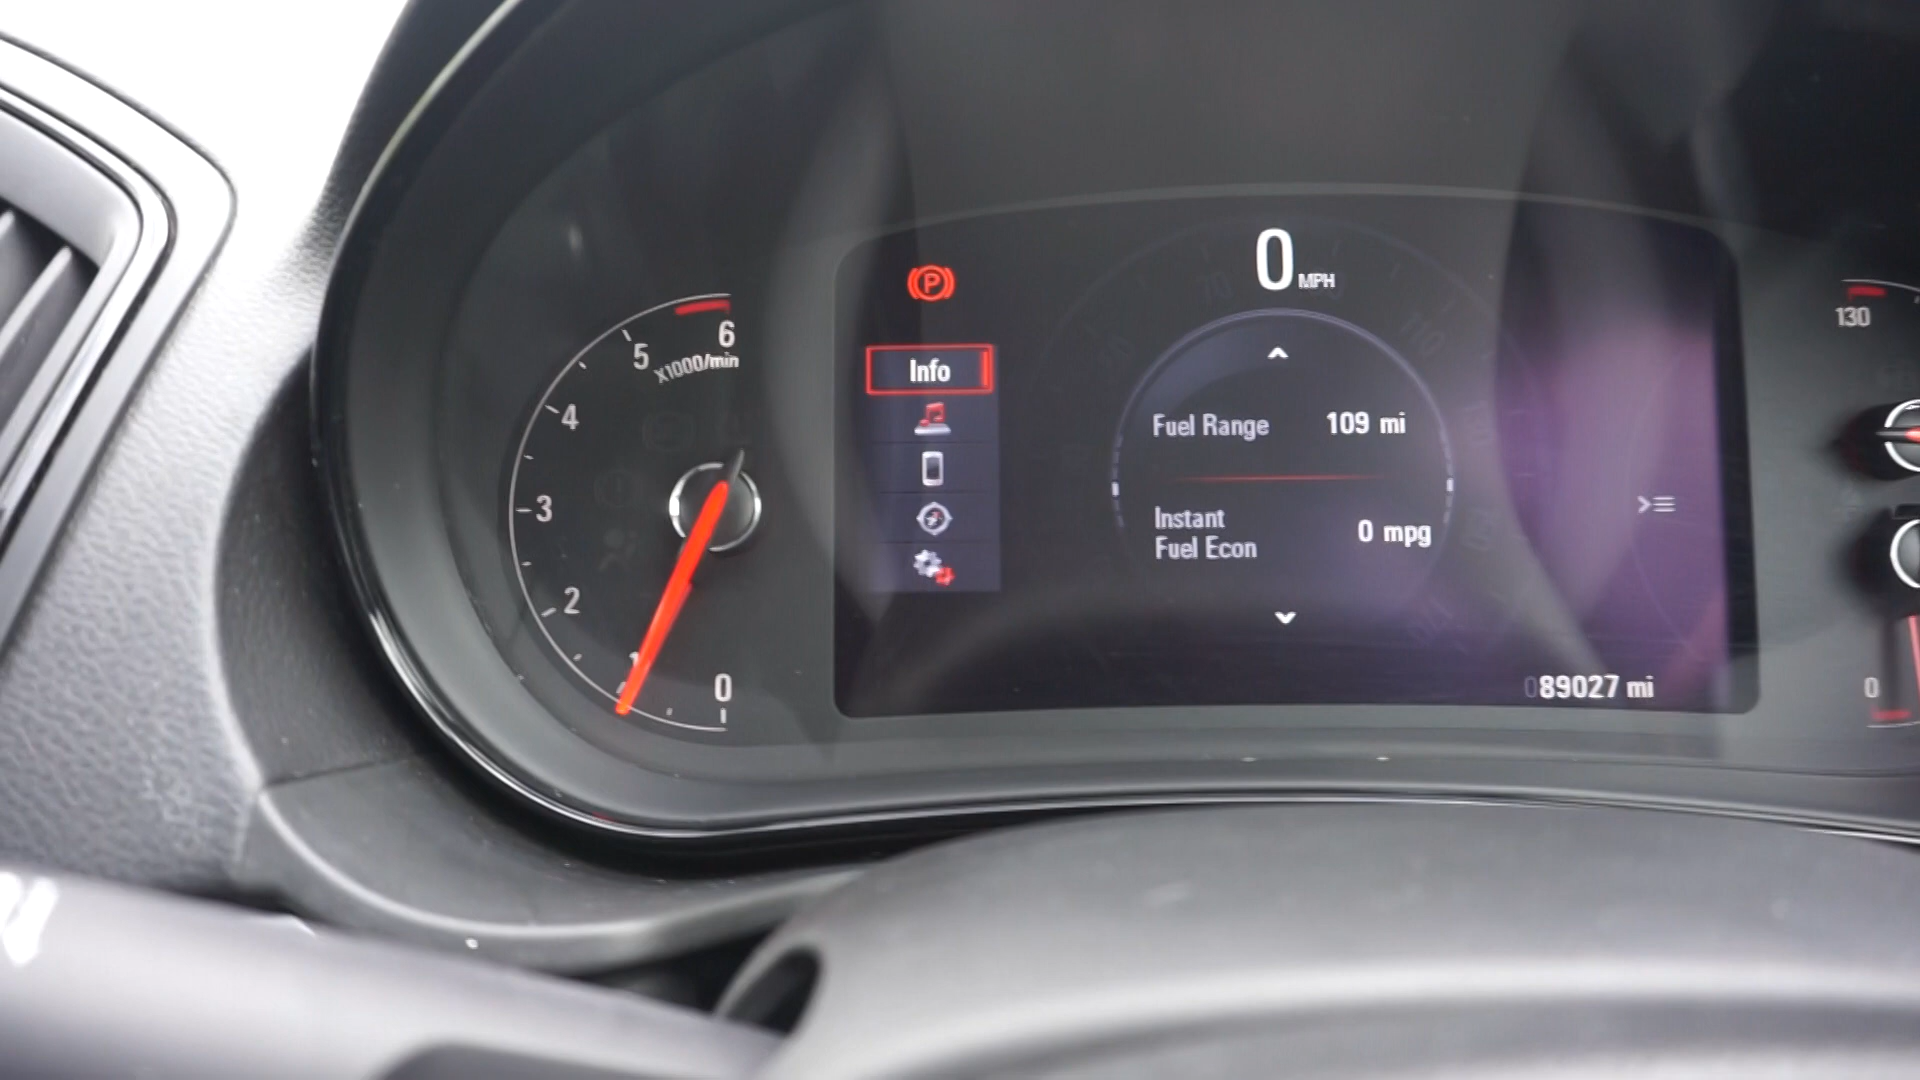 6
5
X1000/min
4
3
2
1
0
P
Info
0 MPH
Fuel Range 109 mi
Instant
Fuel Econ 0 mpg
089027 mi
130
0